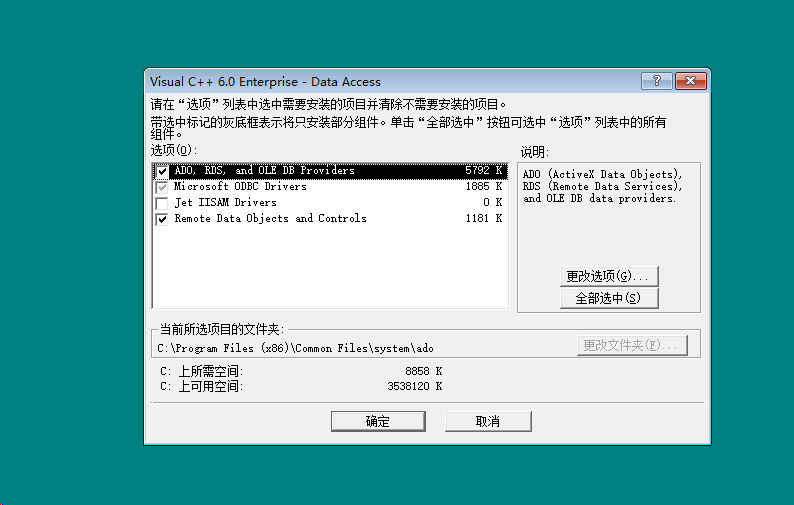 Visual C++ 6.0 Enterprise - Data Access
请在“选项”列表中选中需要安装的项目并清除不需要安装的项目。
带选中标记的灰底框表示将只安装部分组件。单击“全部选中”按钮可选中“选项”列表中的所有
组件。
选项(O):
ADO, RDS, and OLE DB Providers 5792 K
Microsoft ODBC Drivers 1885 K
Jet IISAM Drivers 0 K
Remote Data Objects and Controls 1181 K
说明:
ADO (ActiveX Data Objects),
RDS (Remote Data Services),
and OLE DB data providers.
更改选项(G)...
全部选中(S)
当前所选项目的文件夹:
C:\Program Files (x86)\Common Files\system\ado
更改文件夹(F)...
C: 上所需空间: 8858 K
C: 上可用空间: 3538120 K
确定
取消